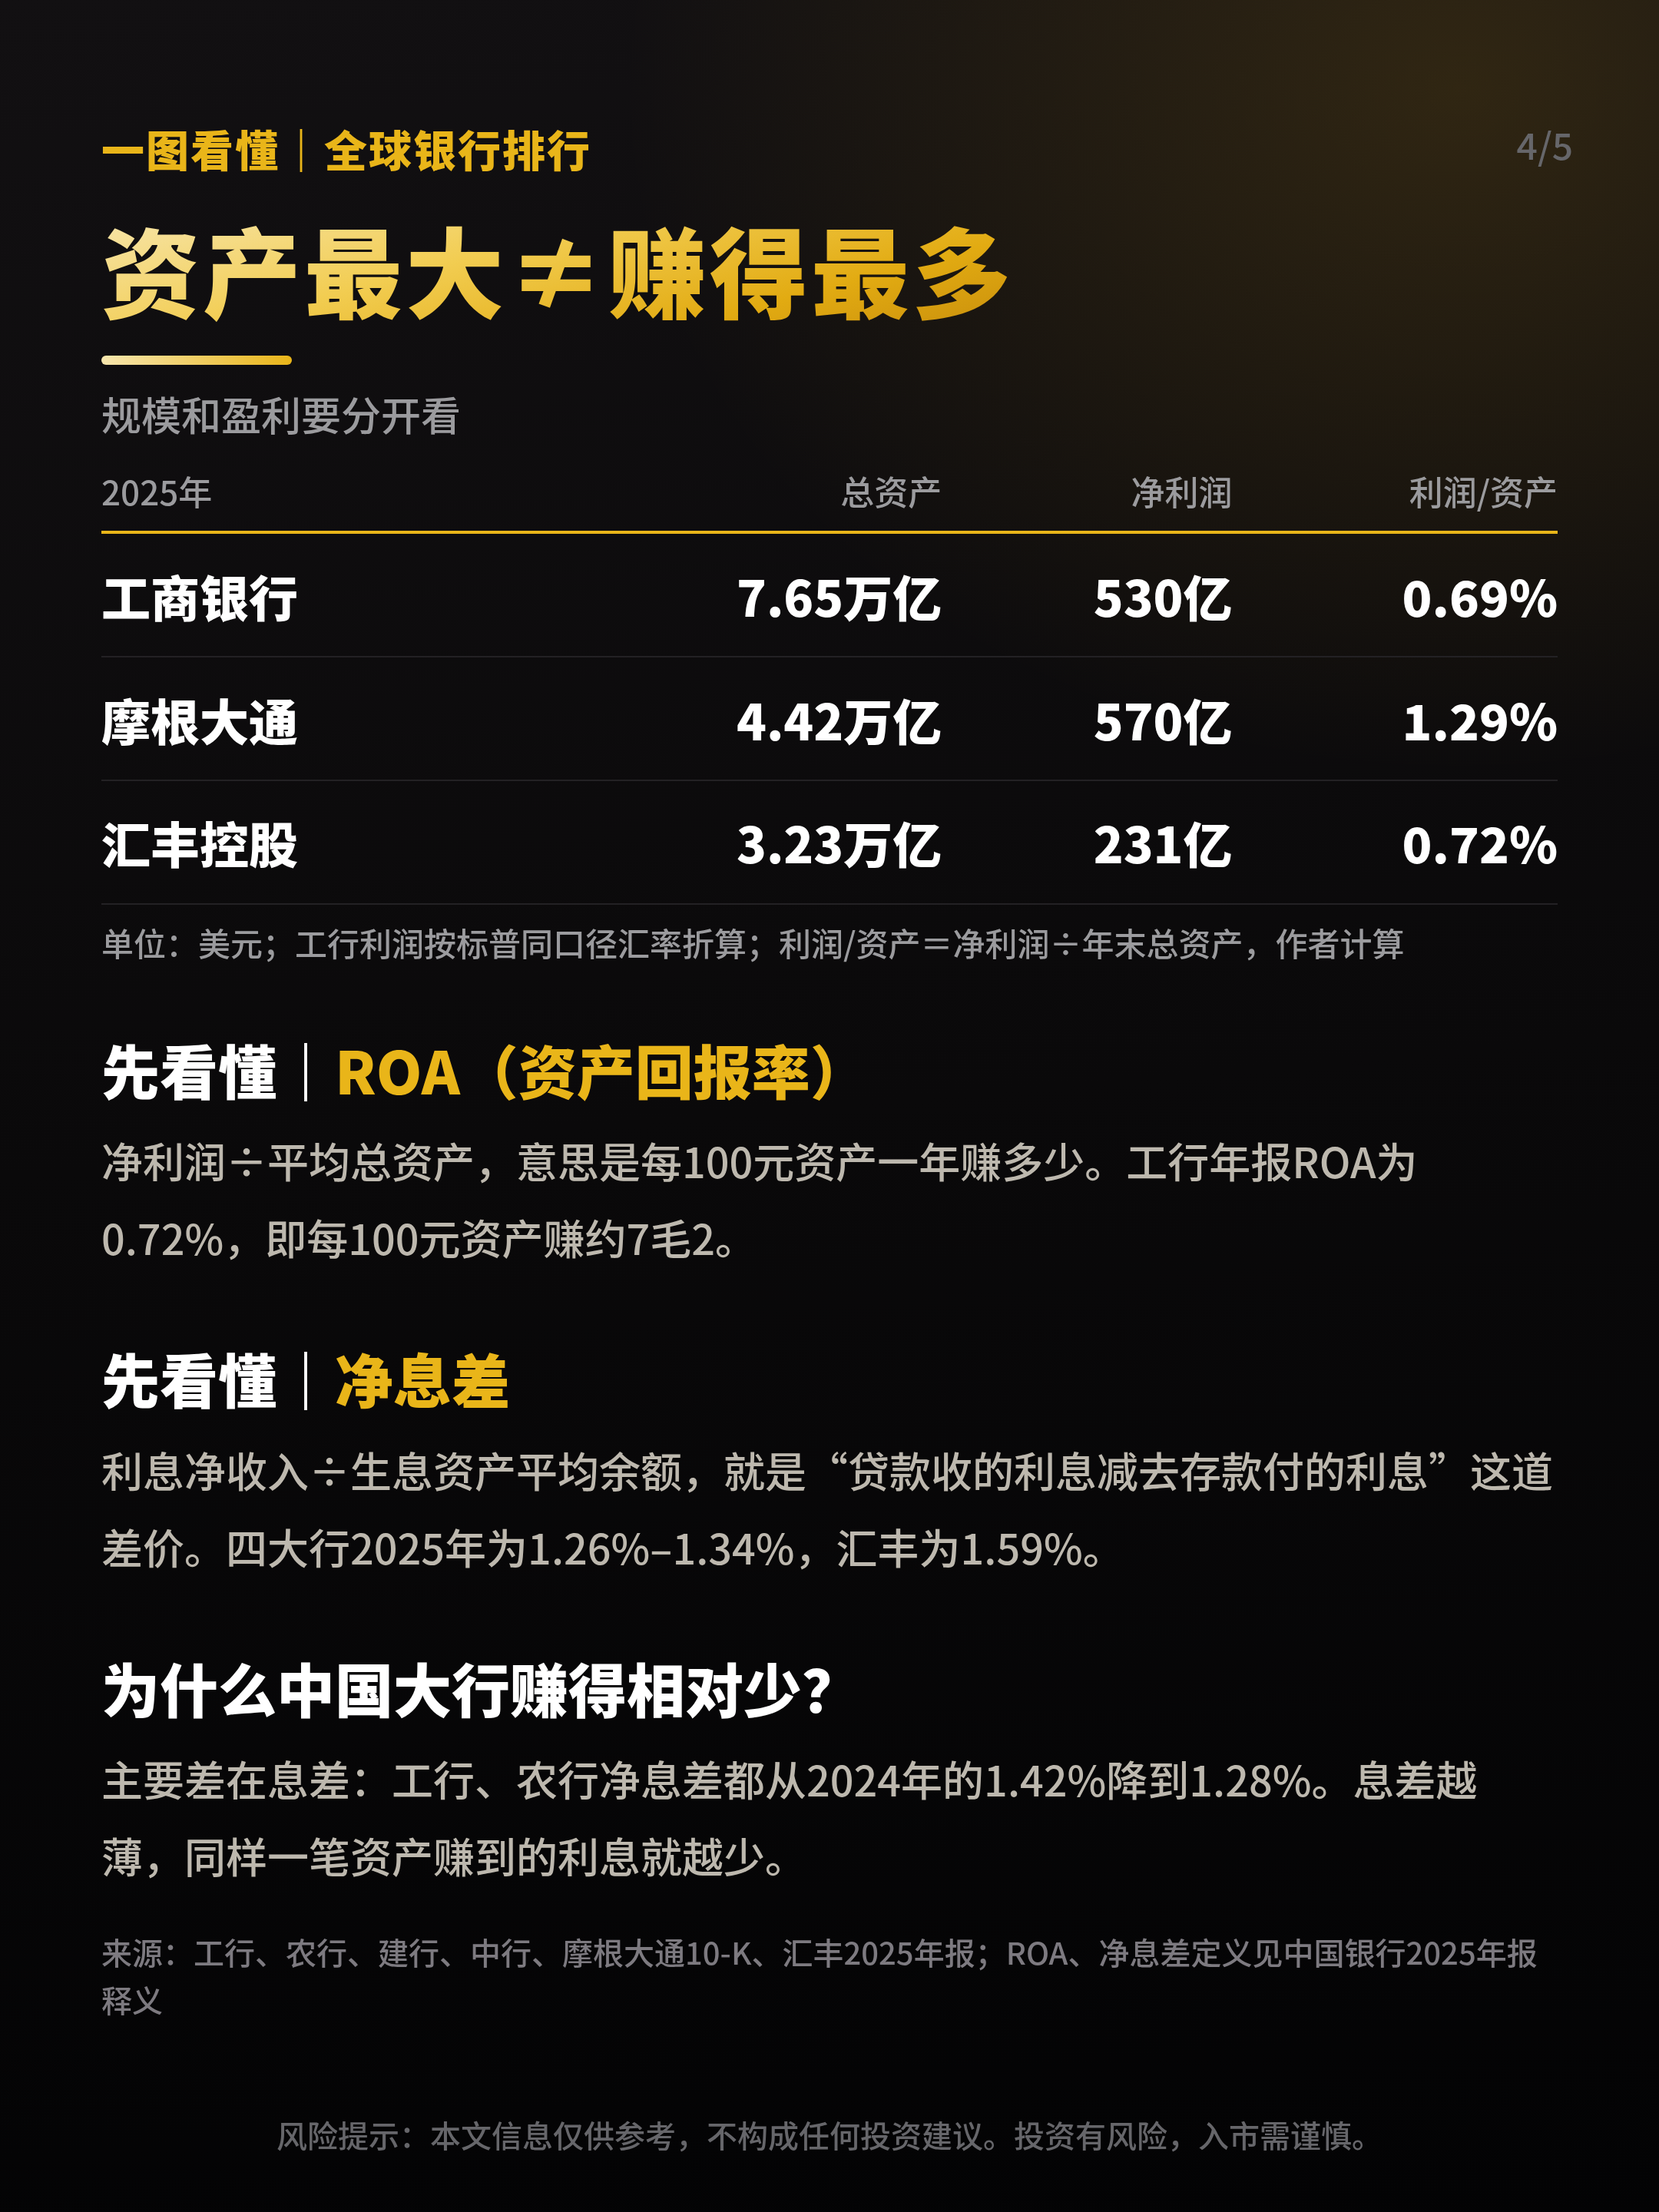 一图看懂｜全球银行排行
4/5
资产最大≠赚得最多
规模和盈利要分开看
2025年 总资产 净利润 利润/资产
工商银行 7.65万亿 530亿 0.69%
摩根大通 4.42万亿 570亿 1.29%
汇丰控股 3.23万亿 231亿 0.72%
单位：美元；工行利润按标普同口径汇率折算；利润/资产＝净利润÷年末总资产，作者计算
先看懂｜ROA（资产回报率）
净利润÷平均总资产，意思是每100元资产一年赚多少。工行年报ROA为
0.72%，即每100元资产赚约7毛2。
先看懂｜净息差
利息净收入÷生息资产平均余额，就是“贷款收的利息减去存款付的利息”这道
差价。四大行2025年为1.26%–1.34%，汇丰为1.59%。
为什么中国大行赚得相对少？
主要差在息差：工行、农行净息差都从2024年的1.42%降到1.28%。息差越
薄，同样一笔资产赚到的利息就越少。
来源：工行、农行、建行、中行、摩根大通10-K、汇丰2025年报；ROA、净息差定义见中国银行2025年报
释义
风险提示：本文信息仅供参考，不构成任何投资建议。投资有风险，入市需谨慎。